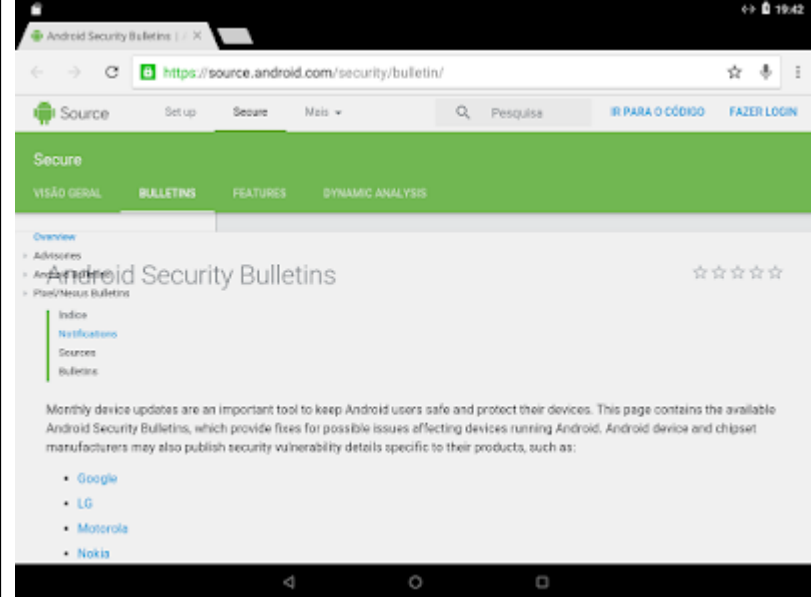 19:42
Android Security Bulletins | A
https://source.android.com/security/bulletin/
Source Set up Secure Mais Pesquisa IR PARA O CÓDIGO FAZER LOGIN
Secure
VISÃO GERAL BULLETINS FEATURES DYNAMIC ANALYSIS
Overview
Advisories
Android Bulletins
Android Security Bulletins
Pixel/Nexus Bulletins
Índice
Notifications
Sources
Bulletins
Monthly device updates are an important tool to keep Android users safe and protect their devices. This page contains the available
Android Security Bulletins, which provide fixes for possible issues affecting devices running Android. Android device and chipset
manufacturers may also publish security vulnerability details specific to their products, such as:
• Google
• LG
• Motorola
• Nokia